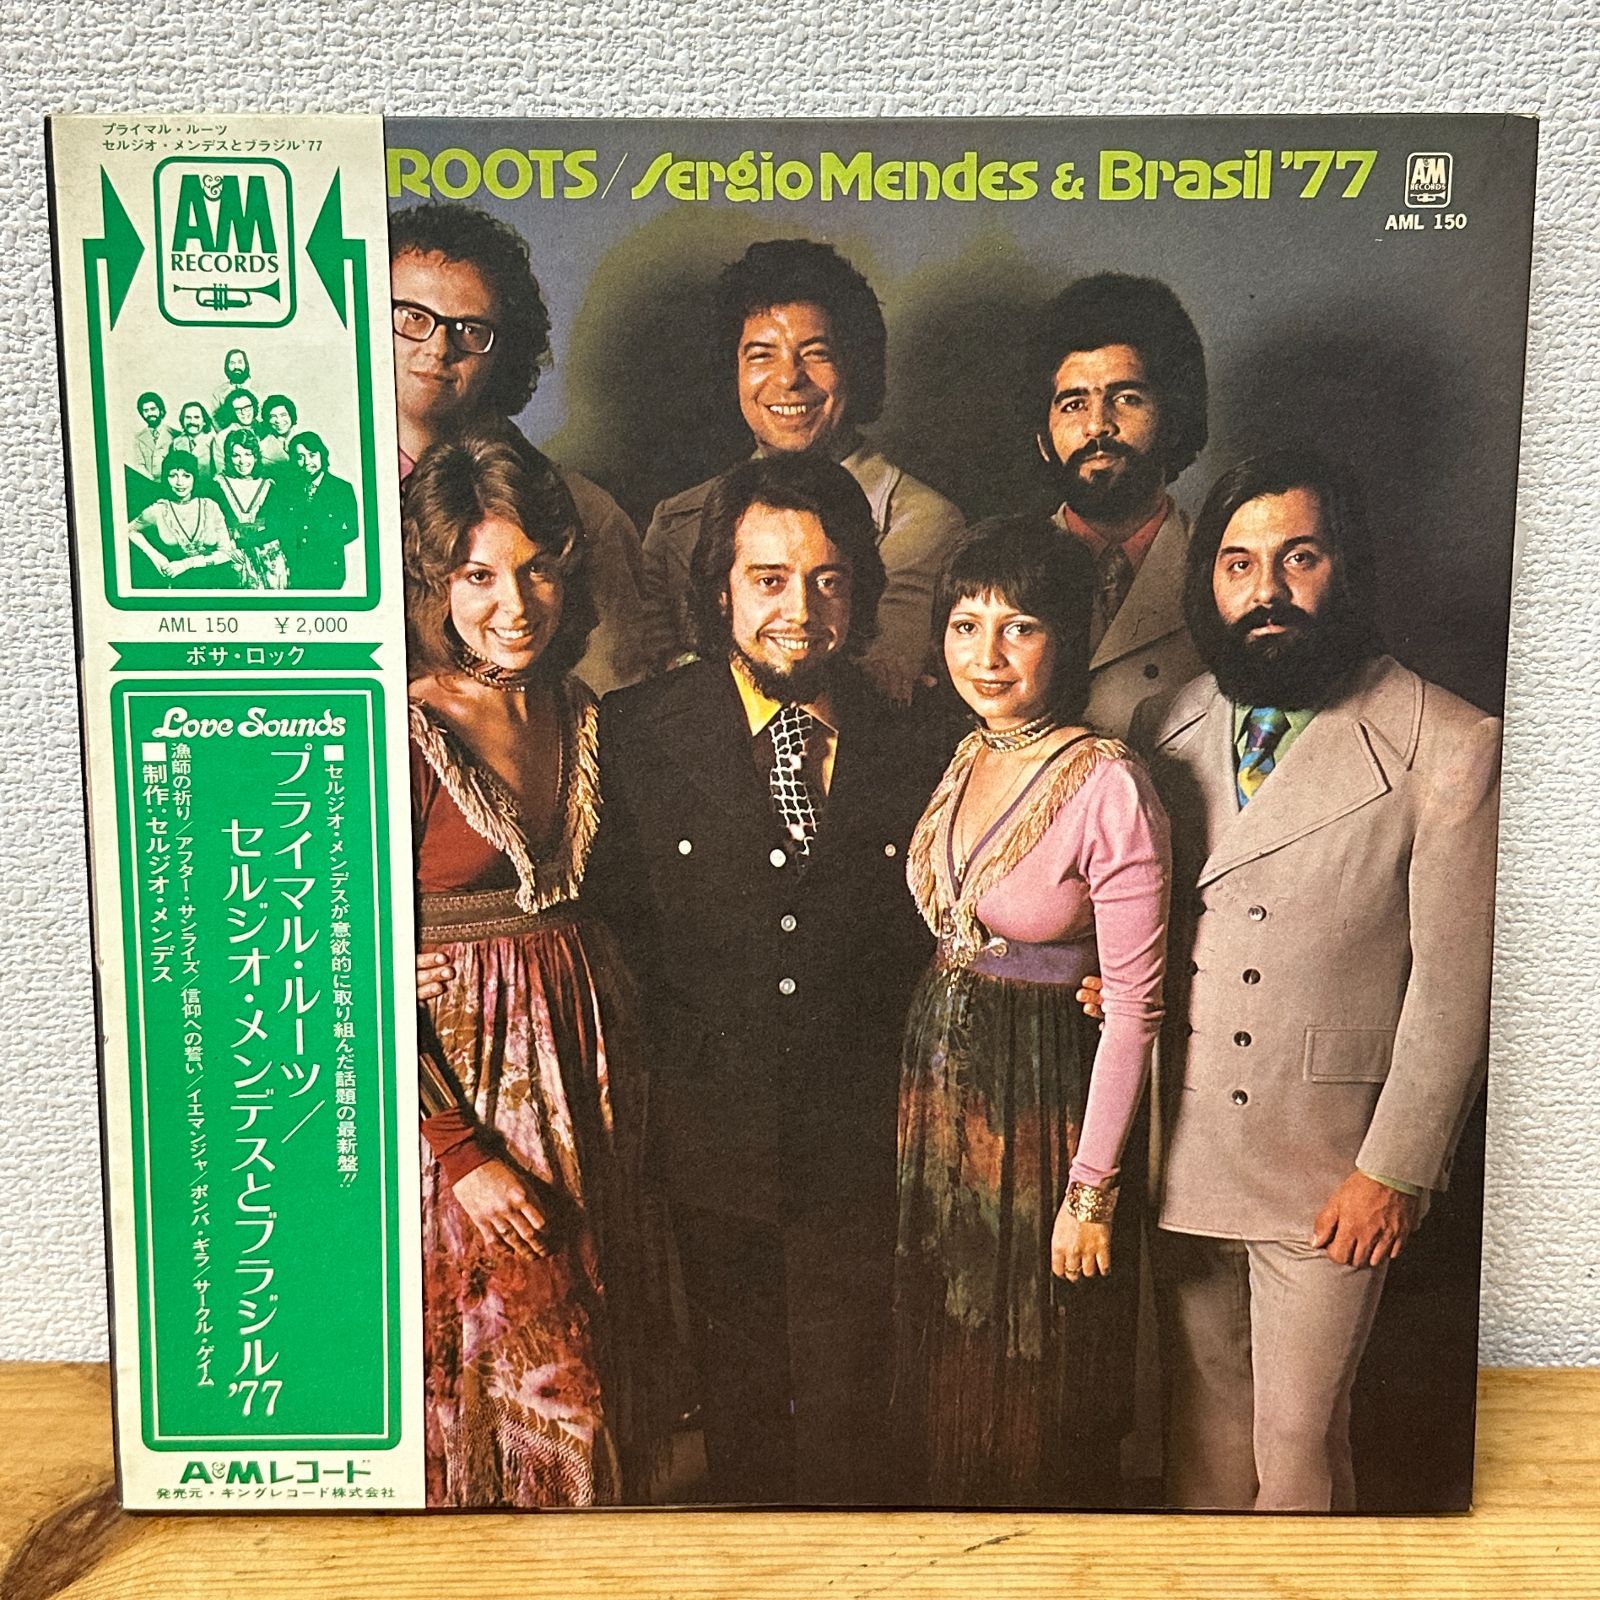 プライマル・ルーツ
セルジオ・メンデスとブラジル'77
A&M
RECORDS
AML 150 ¥2,000
ボサ・ロック
Love Sounds
■セルジオ・メンデスが意欲的に取り組んだ話題の最新盤!!
プライマル・ルーツ/
セルジオ・メンデスとブラジル'77
漁師の祈り/アフター・サンライズ/信仰への誓い/イエマンジャ/ポンバ・ギラ/サークル・ゲイム
■制作:セルジオ・メンデス
A&Mレコード
発売元・キングレコード株式会社
ROOTS/Sergio Mendes & Brasil '77
A&M
RECORDS
AML 150